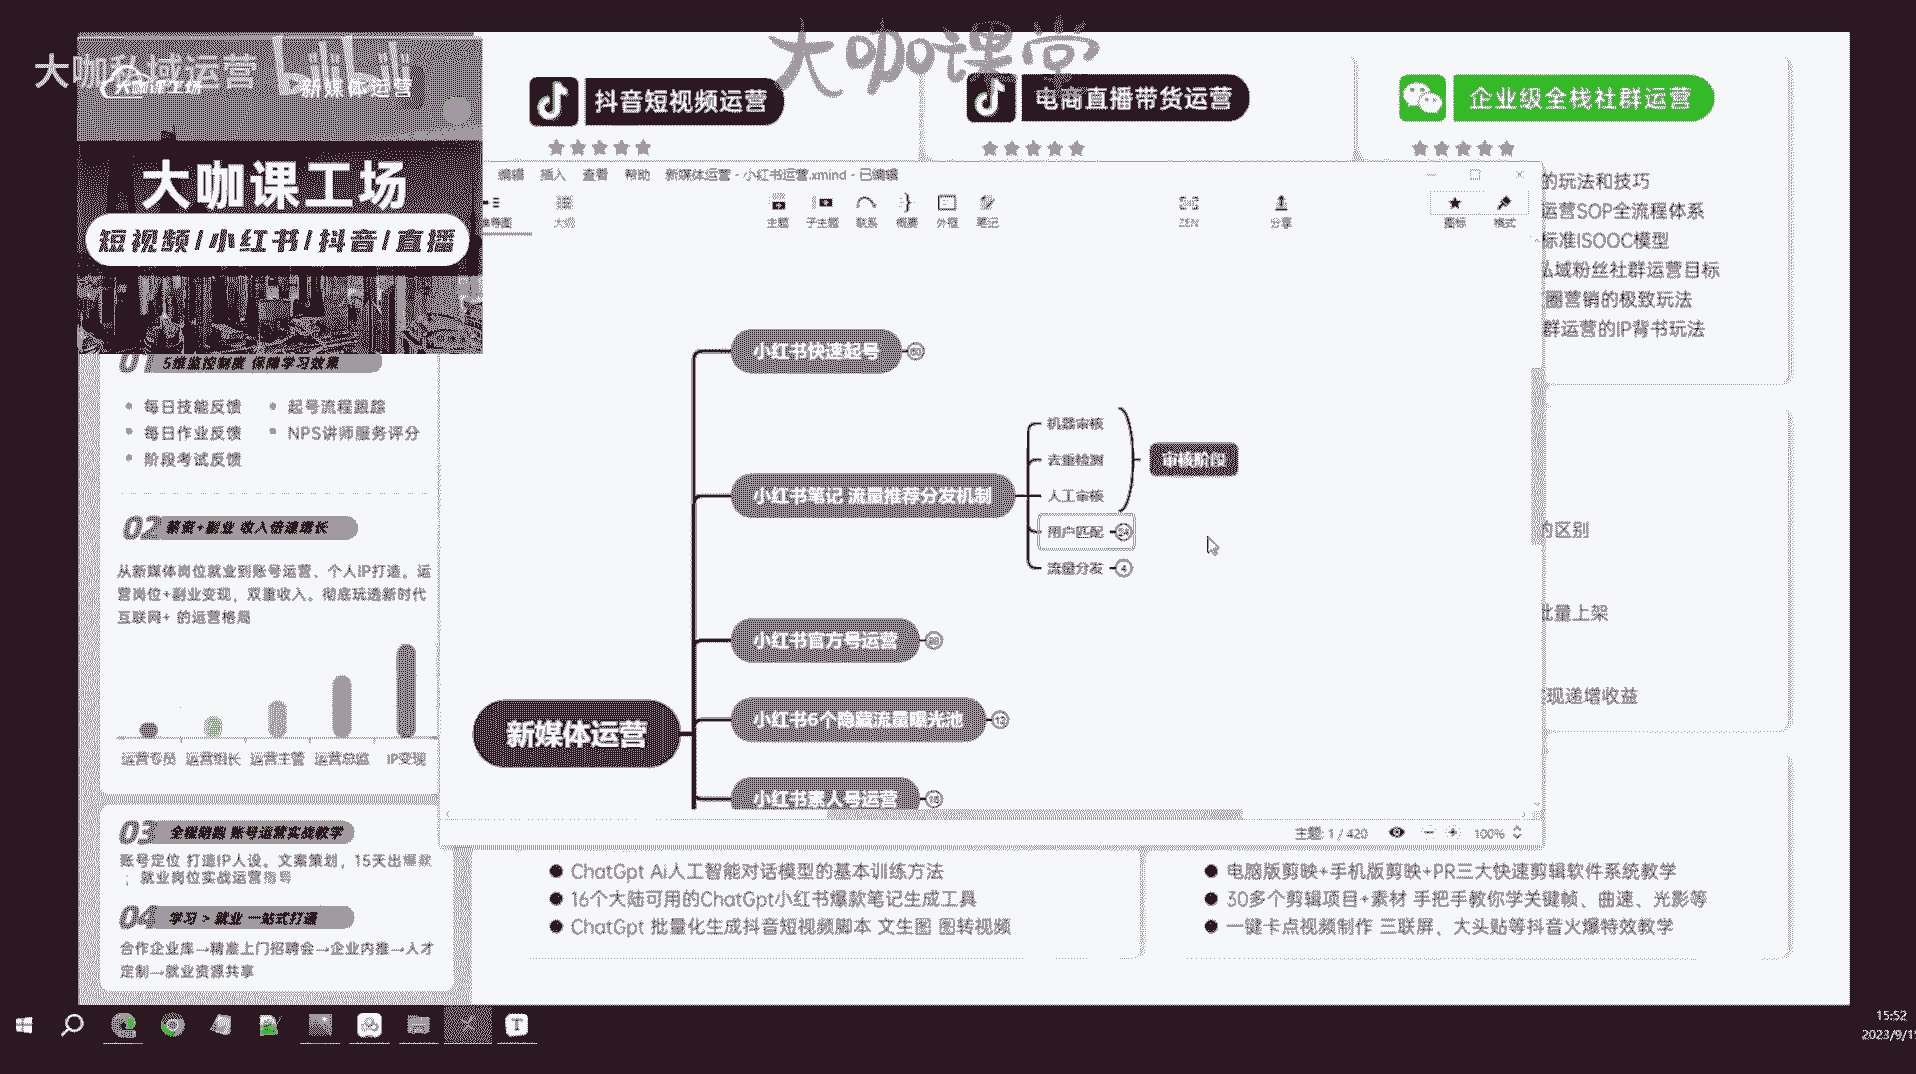 大咖课堂
大咖私域运营
bilibili
大咖课工场
新媒体运营
大咖课工场
短视频/小红书/抖音/直播
抖音短视频运营
电商直播带货运营
企业级全栈社群运营
的玩法和技巧
运营SOP全流程体系
标准ISOOC模型
私域粉丝社群运营目标
圈营销的极致玩法
群运营的IP背书玩法
的区别
批量上架
现递增收益
编辑 插入 查看 帮助 新媒体运营 - 小红书运营.xmind - 已编辑
导图 大纲 主题 子主题 联系 概要 外框 笔记 ZEN 分享 图标 格式
小红书快速起号 60
小红书笔记 流量推荐分发机制
机器审核
去重检测
人工审核
审核阶段
用户匹配 24
流量分发 4
小红书官方号运营
小红书6个隐藏流量曝光池 12
新媒体运营
小红书素人号运营 16
主题: 1 / 420 100%
01 5维监控制度 保障学习效果
每日技能反馈 起号流程跟踪
每日作业反馈 NPS讲师服务评分
阶段考试反馈
02 薪资+副业 收入倍速增长
从新媒体岗位就业到账号运营、个人IP打造。运
营岗位+副业变现，双重收入。彻底玩透新时代
互联网+ 的运营格局
运营专员 运营组长 运营主管 运营总监 IP变现
03 全程陪跑 账号运营实战教学
账号定位 打造IP人设。文案策划，15天出爆款
；就业岗位实战运营指导
04 学习 > 就业 一站式打通
合作企业库→精准上门招聘会→企业内推→人才
定制→就业资源共享
ChatGpt Ai人工智能对话模型的基本训练方法
16个大陆可用的ChatGpt小红书爆款笔记生成工具
ChatGpt 批量化生成抖音短视频脚本 文生图 图转视频
电脑版剪映+手机版剪映+PR三大快速剪辑软件系统教学
30多个剪辑项目+素材 手把手教你学关键帧、曲速、光影等
一键卡点视频制作 三联屏、大头贴等抖音火爆特效教学
15:52
2023/9/1